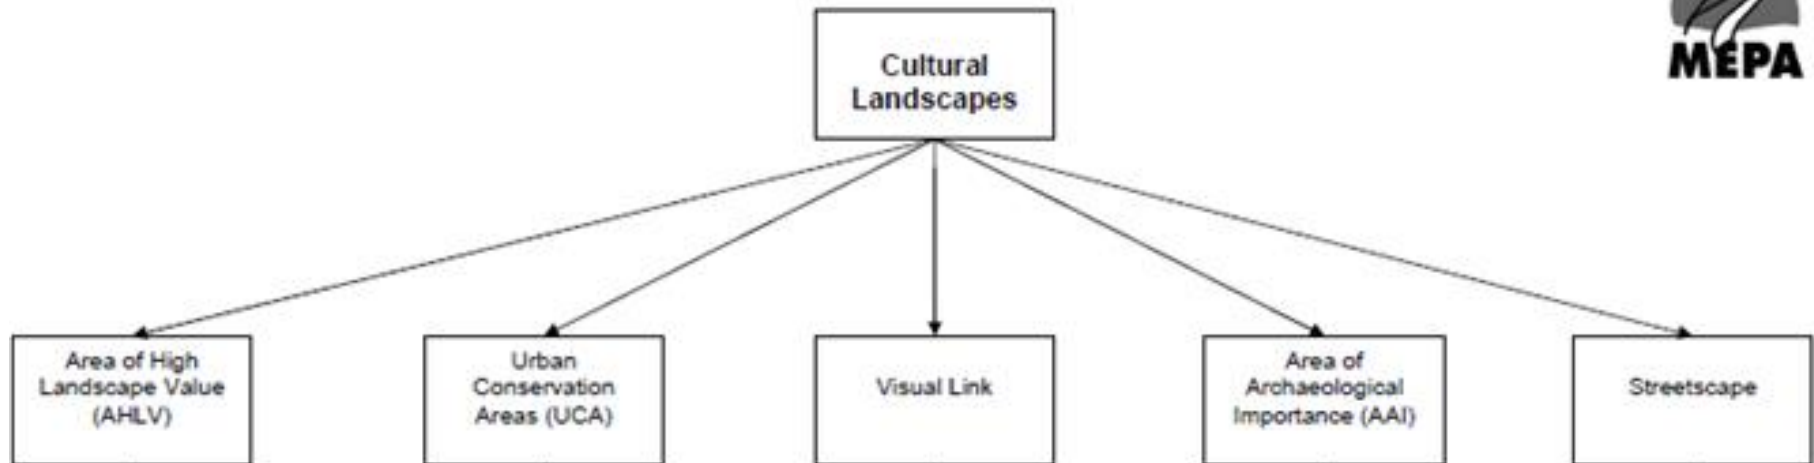 MEPA
Cultural
Landscapes
Area of High
Landscape Value
(AHLV)
Urban
Conservation
Areas (UCA)
Visual Link
Area of
Archaeological
Importance (AAI)
Streetscape